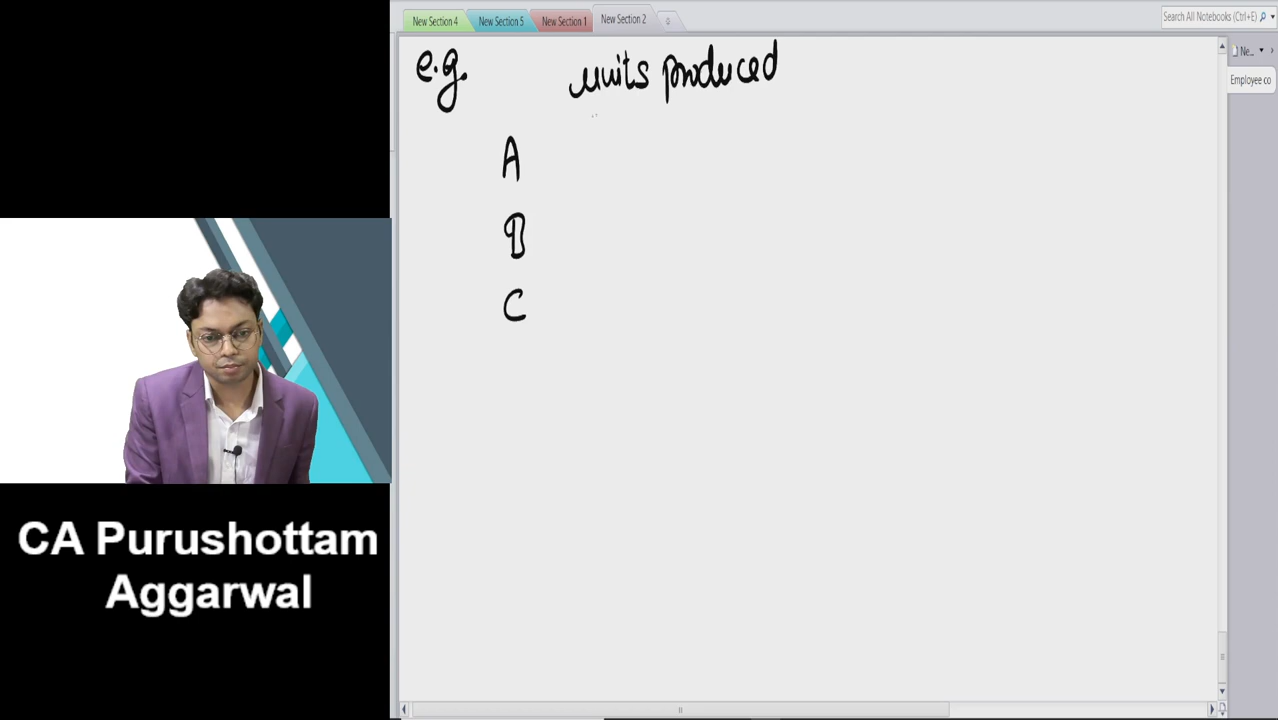 New Section 4
New Section 5
New Section 1
New Section 2
Search All Notebooks (Ctrl+E)
Ne...
Employee co
e.g. units produced
A
B
C
CA Purushottam
Aggarwal